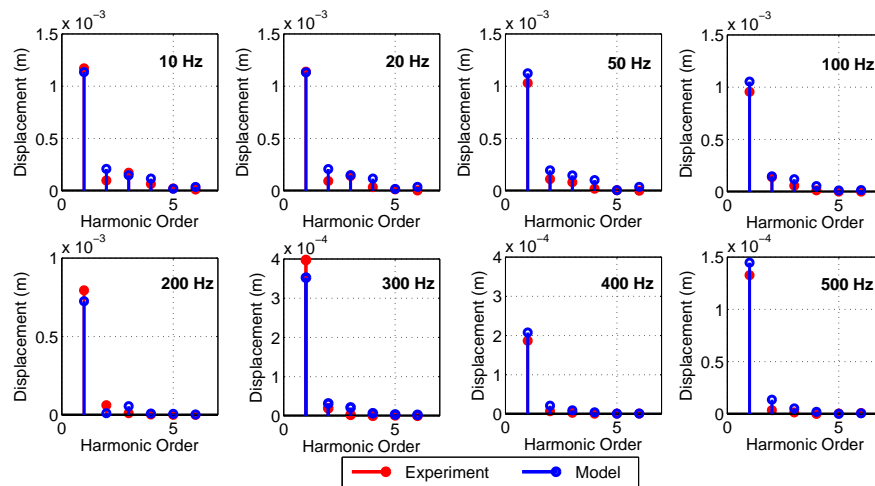 x 10⁻³
1.5
1
0.5
0
0 5
Displacement (m)
Harmonic Order
10 Hz
x 10⁻³
1.5
1
0.5
0
0 5
Displacement (m)
Harmonic Order
20 Hz
x 10⁻³
1.5
1
0.5
0
0 5
Displacement (m)
Harmonic Order
50 Hz
x 10⁻³
1.5
1
0.5
0
0 5
Displacement (m)
Harmonic Order
100 Hz
x 10⁻³
1
0.5
0
0 5
Displacement (m)
Harmonic Order
200 Hz
x 10⁻⁴
4
3
2
1
0
0 5
Displacement (m)
Harmonic Order
300 Hz
x 10⁻⁴
4
3
2
1
0
0 5
Displacement (m)
Harmonic Order
400 Hz
x 10⁻⁴
1.5
1
0.5
0
0 5
Displacement (m)
Harmonic Order
500 Hz
Experiment Model